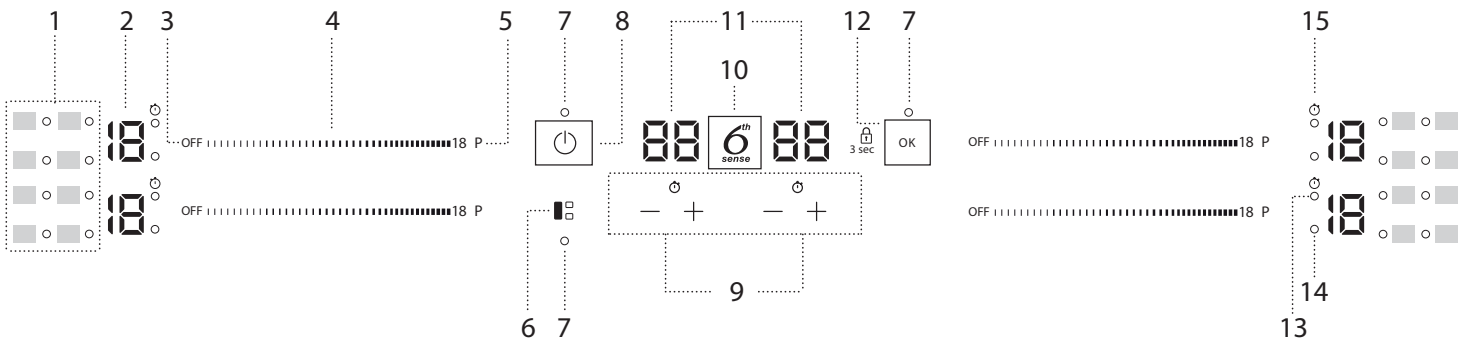 1 2 3 4 5 7 8 11 12 7 15
10
18 OFF 18 P 88 6th sense 88 3 sec OK OFF 18 P 18
18 OFF 18 P − + − + OFF 18 P 18
9
6 7 13 14